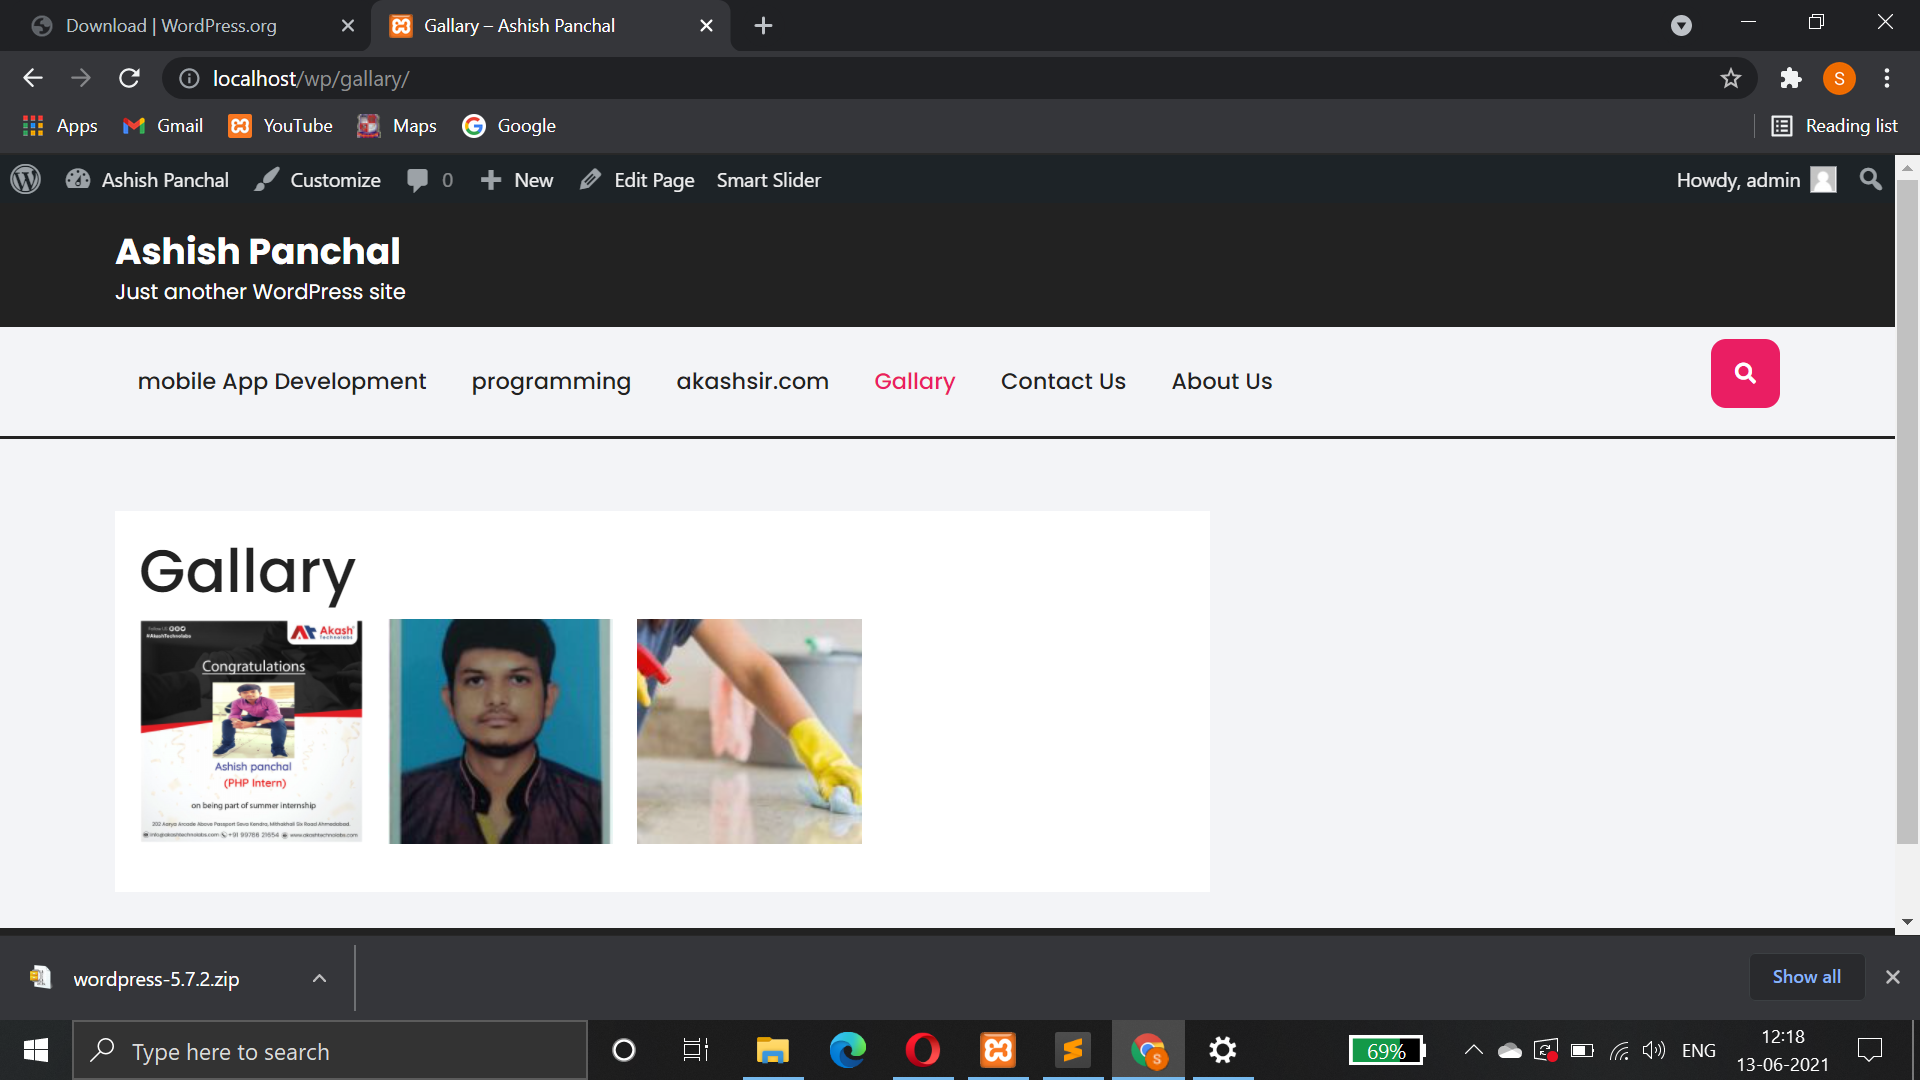 Download | WordPress.org
Gallary – Ashish Panchal
localhost/wp/gallary/
S
Apps
Gmail
YouTube
Maps
Google
Reading list
Ashish Panchal
Customize
0
New
Edit Page
Smart Slider
Howdy, admin
Ashish Panchal
Just another WordPress site
mobile App Development
programming
akashsir.com
Gallary
Contact Us
About Us
Gallary
#AkashTechnolabs
Akash
Technolabs
Congratulations
Ashish panchal
(PHP Intern)
on being part of summer internship
wordpress-5.7.2.zip
Show all
Type here to search
69%
ENG
12:18
13-06-2021